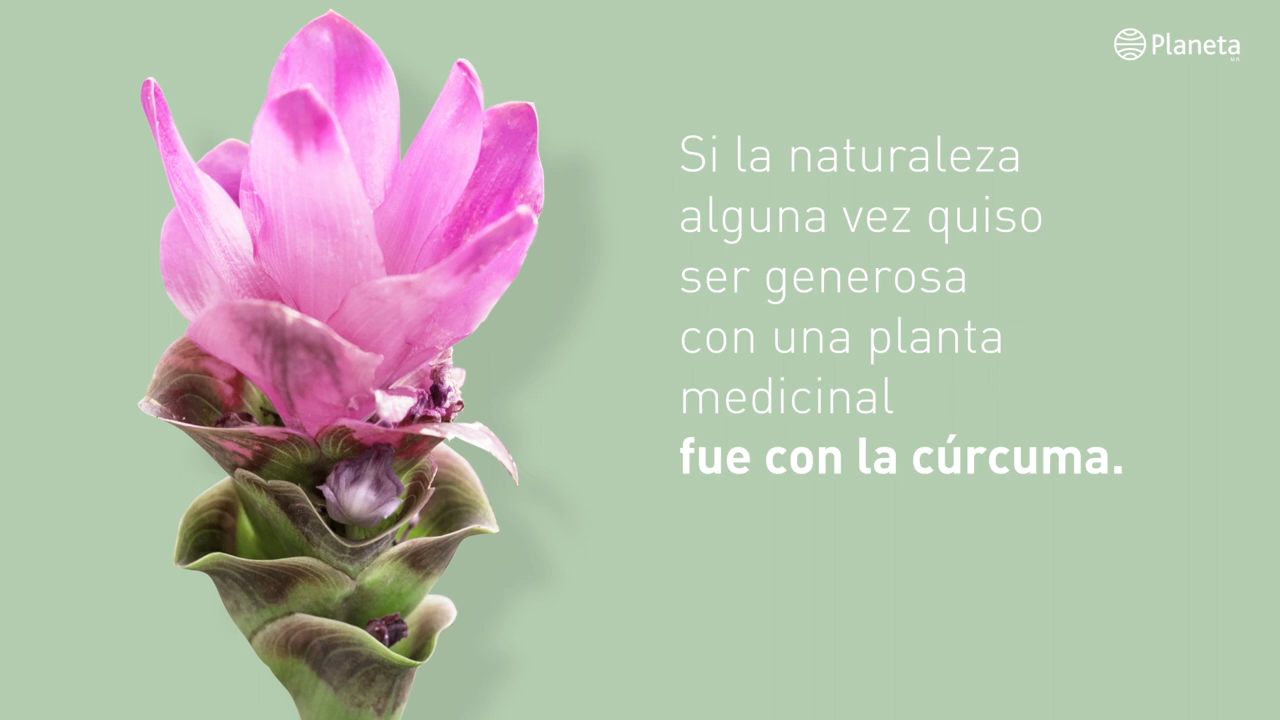 Planeta
Si la naturaleza
alguna vez quiso
ser generosa
con una planta
medicinal
fue con la cúrcuma.